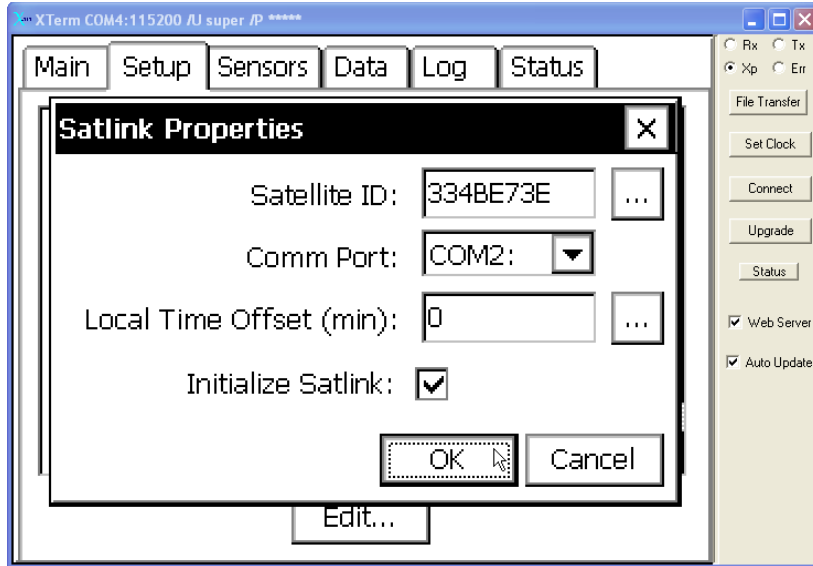 XTerm COM4:115200 /U super /P *****
Main Setup Sensors Data Log Status
Satlink Properties
Satellite ID: 334BE73E ...
Comm Port: COM2:
Local Time Offset (min): 0 ...
Initialize Satlink:
OK Cancel
Edit...
Rx Tx
Xp Err
File Transfer
Set Clock
Connect
Upgrade
Status
Web Server
Auto Update